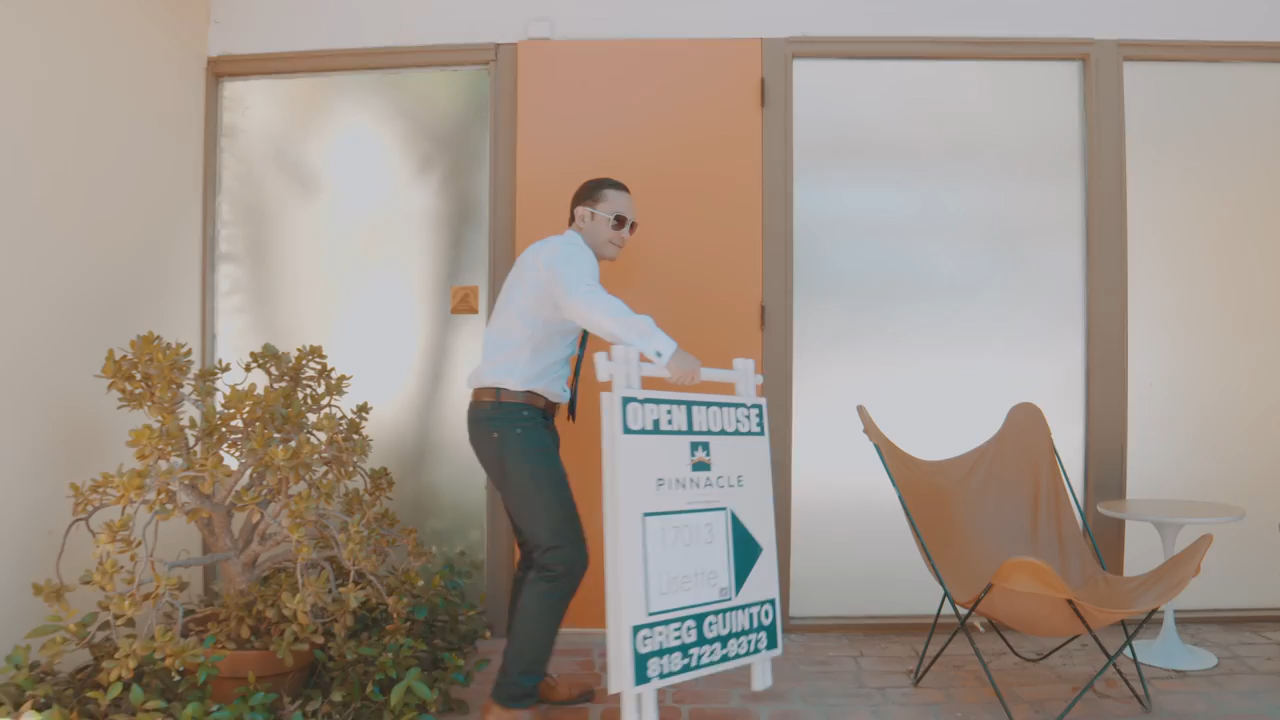 OPEN HOUSE
PINNACLE
17013
Lisette
GREG GUINTO
818-723-9373